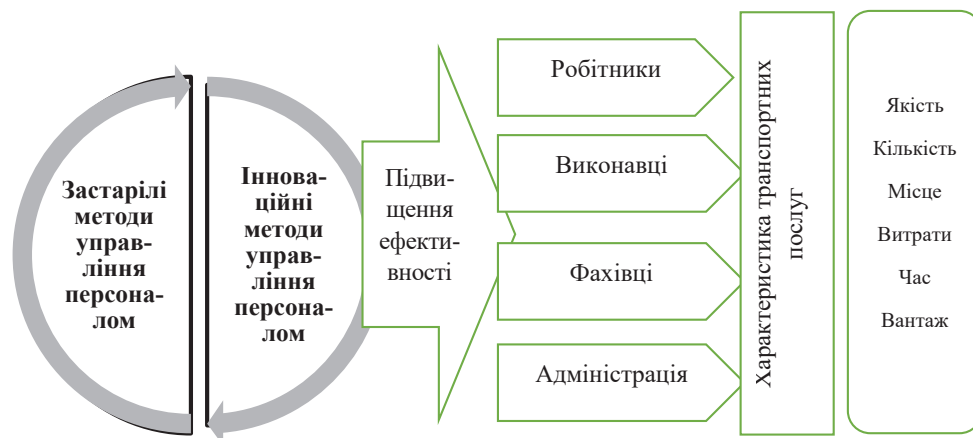 Застарілі
методи
управ-
ління
персона-
лом
Іннова-
ційні
методи
управ-
ління
персона-
лом
Підви-
щення
ефекти-
вності
Робітники
Виконавці
Фахівці
Адміністрація
Характеристика транспортних
послуг
Якість
Кількість
Місце
Витрати
Час
Вантаж